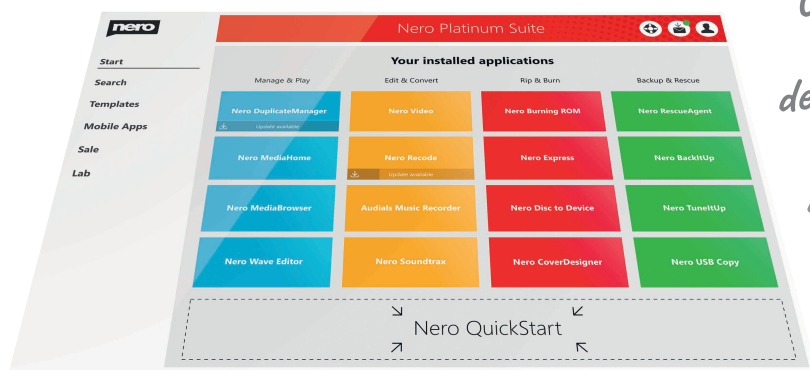 nero
Nero Platinum Suite
Start
Search
Templates
Mobile Apps
Sale
Lab
Your installed applications
Manage & Play
Edit & Convert
Rip & Burn
Backup & Rescue
Nero DuplicateManager
Update available
Nero Video
Nero Burning ROM
Nero RescueAgent
Nero MediaHome
Nero Recode
Update available
Nero Express
Nero BackItUp
Nero MediaBrowser
Audials Music Recorder
Nero Disc to Device
Nero TuneItUp
Nero Wave Editor
Nero Soundtrax
Nero CoverDesigner
Nero USB Copy
Nero QuickStart